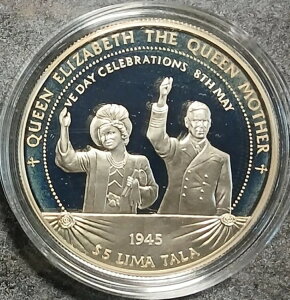 QUEEN ELIZABETH THE QUEEN MOTHER
VE DAY CELEBRATIONS 8TH MAY
1945
$5 LIMA TALA